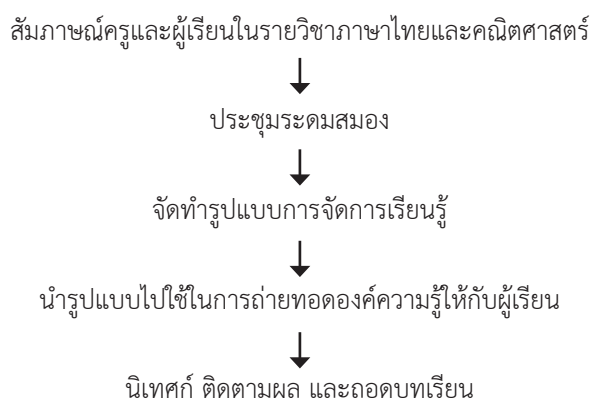 สัมภาษณ์ครูและผู้เรียนในรายวิชาภาษาไทยและคณิตศาสตร์
ประชุมระดมสมอง
จัดทำรูปแบบการจัดการเรียนรู้
นำรูปแบบไปใช้ในการถ่ายทอดองค์ความรู้ให้กับผู้เรียน
นิเทศก์ ติดตามผล และถอดบทเรียน